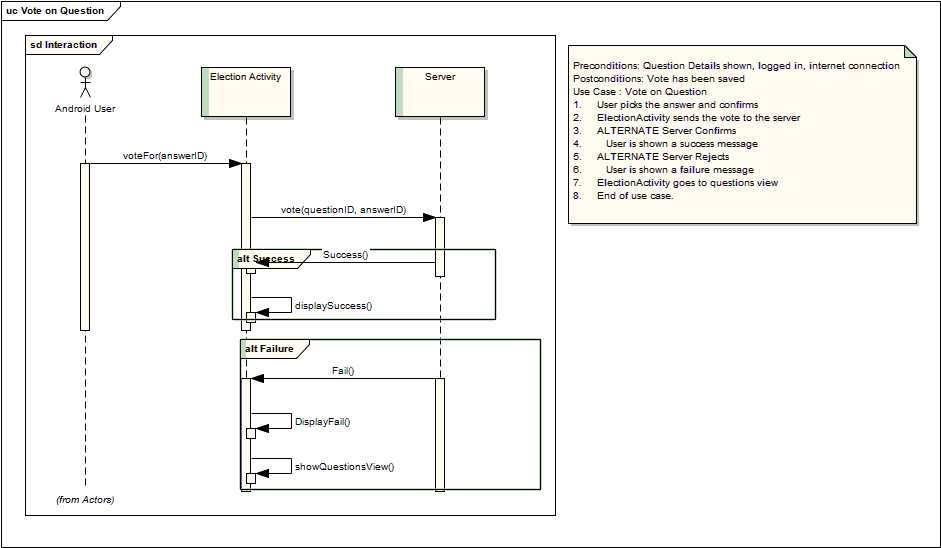 uc Vote on Question
sd Interaction
Android User
Election Activity
Server
voteFor(answerID)
vote(questionID, answerID)
alt Success
Success()
displaySuccess()
alt Failure
Fail()
DisplayFail()
showQuestionsView()
(from Actors)
Preconditions: Question Details shown, logged in, internet connection
Postconditions: Vote has been saved
Use Case : Vote on Question
1. User picks the answer and confirms
2. ElectionActivity sends the vote to the server
3. ALTERNATE Server Confirms
4. User is shown a success message
5. ALTERNATE Server Rejects
6. User is shown a failure message
7. ElectionActivity goes to questions view
8. End of use case.